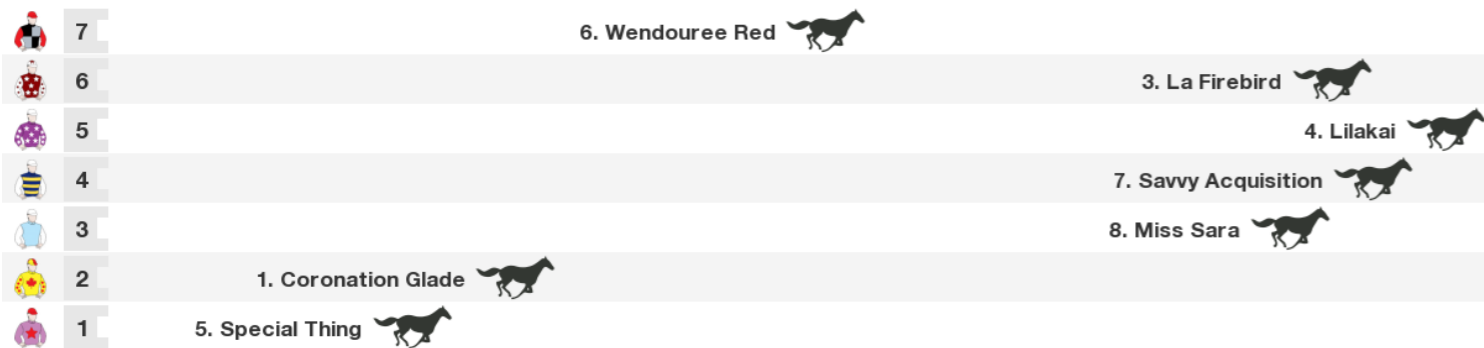 7 6. Wendouree Red
6 3. La Firebird
5 4. Lilakai
4 7. Savvy Acquisition
3 8. Miss Sara
2 1. Coronation Glade
1 5. Special Thing